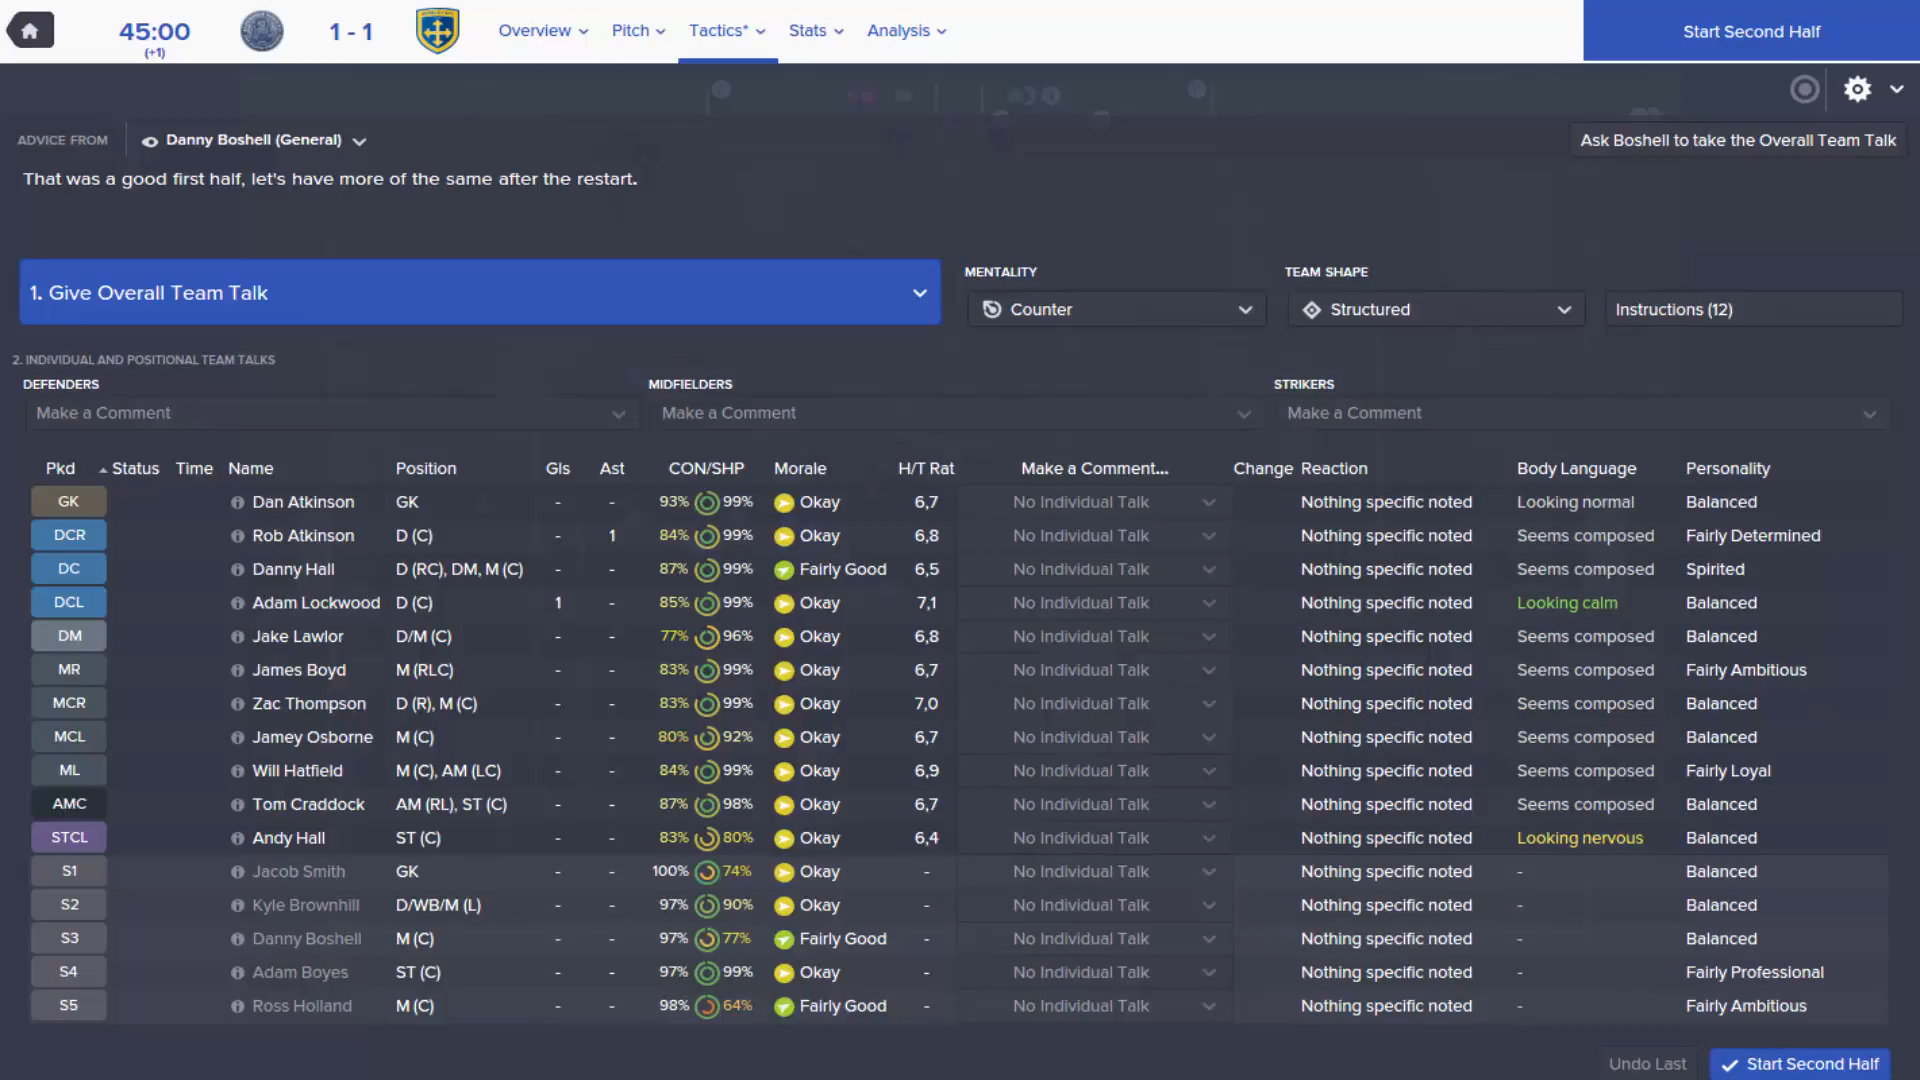 45:00
(+1)
1 - 1
Overview
Pitch
Tactics*
Stats
Analysis
Start Second Half
ADVICE FROM
Danny Boshell (General)
Ask Boshell to take the Overall Team Talk
That was a good first half, let's have more of the same after the restart.
1. Give Overall Team Talk
MENTALITY
Counter
TEAM SHAPE
Structured
Instructions (12)
2. INDIVIDUAL AND POSITIONAL TEAM TALKS
DEFENDERS MIDFIELDERS STRIKERS
Make a Comment Make a Comment Make a Comment
Pkd Status Time Name Position Gls Ast CON/SHP Morale H/T Rat Make a Comment... Change Reaction Body Language Personality
GK Dan Atkinson GK - - 93% 99% Okay 6,7 No Individual Talk Nothing specific noted Looking normal Balanced
DCR Rob Atkinson D (C) - 1 84% 99% Okay 6,8 No Individual Talk Nothing specific noted Seems composed Fairly Determined
DC Danny Hall D (RC), DM, M (C) - - 87% 99% Fairly Good 6,5 No Individual Talk Nothing specific noted Seems composed Spirited
DCL Adam Lockwood D (C) 1 - 85% 99% Okay 7,1 No Individual Talk Nothing specific noted Looking calm Balanced
DM Jake Lawlor D/M (C) - - 77% 96% Okay 6,8 No Individual Talk Nothing specific noted Seems composed Balanced
MR James Boyd M (RLC) - - 83% 99% Okay 6,7 No Individual Talk Nothing specific noted Seems composed Fairly Ambitious
MCR Zac Thompson D (R), M (C) - - 83% 99% Okay 7,0 No Individual Talk Nothing specific noted Seems composed Balanced
MCL Jamey Osborne M (C) - - 80% 92% Okay 6,7 No Individual Talk Nothing specific noted Seems composed Balanced
ML Will Hatfield M (C), AM (LC) - - 84% 99% Okay 6,9 No Individual Talk Nothing specific noted Seems composed Fairly Loyal
AMC Tom Craddock AM (RL), ST (C) - - 87% 98% Okay 6,7 No Individual Talk Nothing specific noted Seems composed Balanced
STCL Andy Hall ST (C) - - 83% 80% Okay 6,4 No Individual Talk Nothing specific noted Looking nervous Balanced
S1 Jacob Smith GK - - 100% 74% Okay - No Individual Talk Nothing specific noted - Balanced
S2 Kyle Brownhill D/WB/M (L) - - 97% 90% Okay - No Individual Talk Nothing specific noted - Balanced
S3 Danny Boshell M (C) - - 97% 77% Fairly Good - No Individual Talk Nothing specific noted - Balanced
S4 Adam Boyes ST (C) - - 97% 99% Okay - No Individual Talk Nothing specific noted - Fairly Professional
S5 Ross Holland M (C) - - 98% 64% Fairly Good - No Individual Talk Nothing specific noted - Fairly Ambitious
Undo Last
Start Second Half